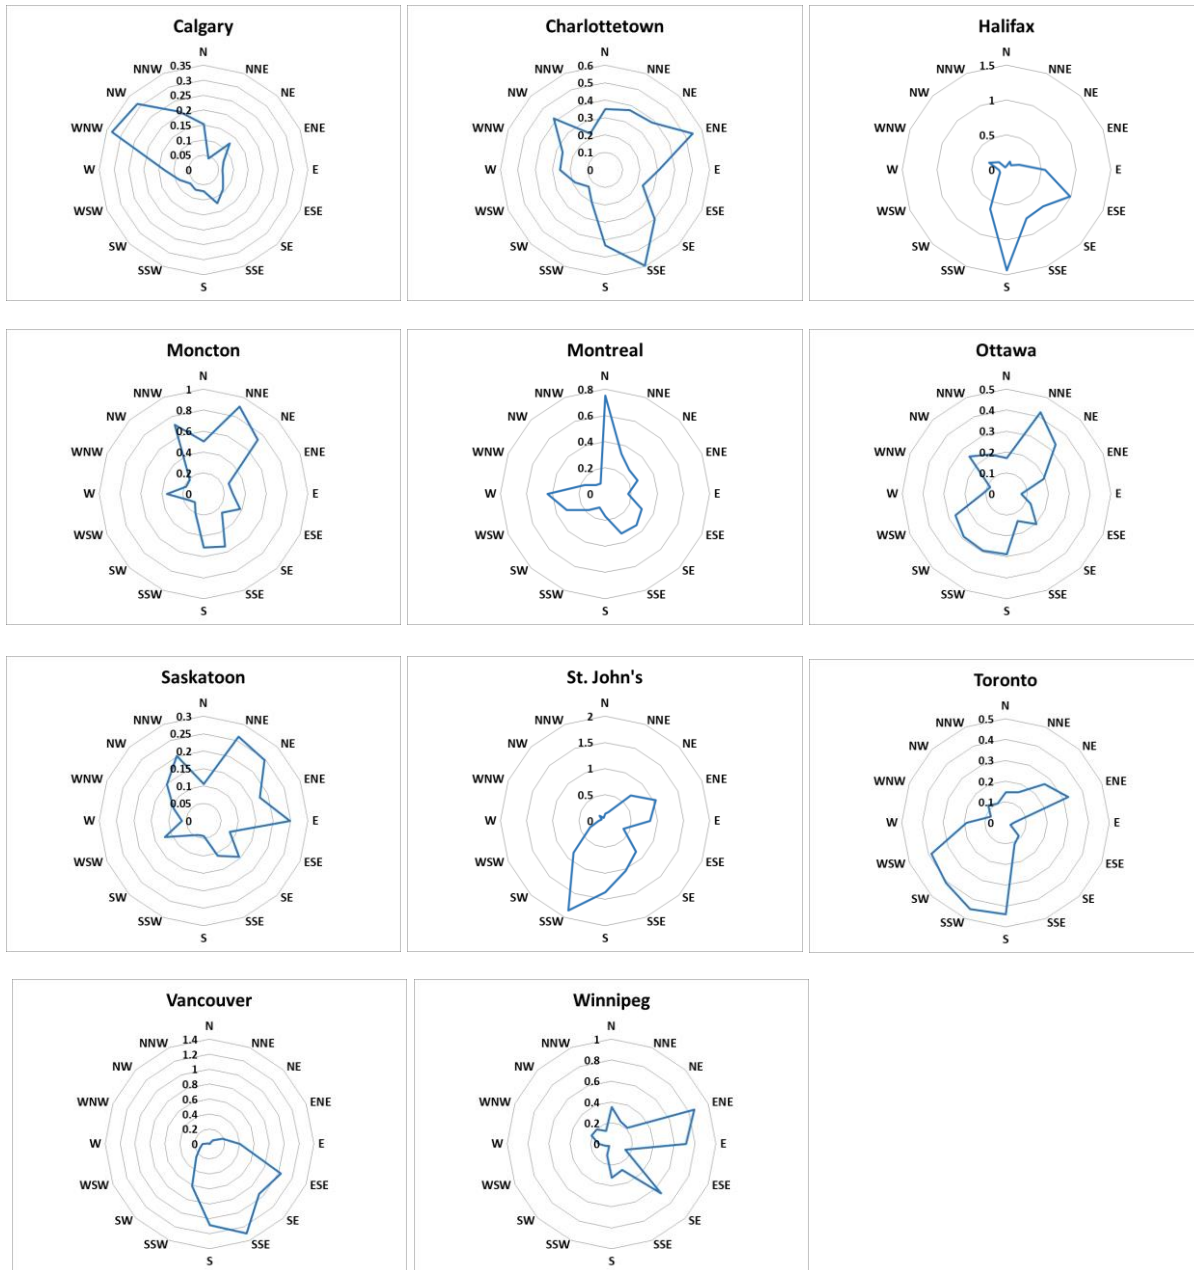 Calgary
N
NNW 0.35 NNE
0.3
NW 0.25 NE
0.2
WNW 0.15 ENE
0.1
0.05
W 0 E
WSW ESE
SW SE
SSW SSE
S
Charlottetown
N
NNW 0.6 NNE
0.5
NW 0.4 NE
0.3
WNW 0.2 ENE
0.1
W 0 E
WSW ESE
SW SE
SSW SSE
S
Halifax
N
NNW 1.5 NNE
NW 1 NE
WNW 0.5 ENE
W 0 E
WSW ESE
SW SE
SSW SSE
S
Moncton
N
NNW 1 NNE
0.8
NW NE
0.6
WNW 0.4 ENE
0.2
W 0 E
WSW ESE
SW SE
SSW SSE
S
Montreal
N
NNW 0.8 NNE
NW 0.6 NE
WNW 0.4 ENE
0.2
W 0 E
WSW ESE
SW SE
SSW SSE
S
Ottawa
N
NNW 0.5 NNE
0.4
NW NE
0.3
WNW 0.2 ENE
0.1
W 0 E
WSW ESE
SW SE
SSW SSE
S
Saskatoon
N
NNW 0.3 NNE
0.25
NW 0.2 NE
0.15
WNW 0.1 ENE
0.05
W 0 E
WSW ESE
SW SE
SSW SSE
S
St. John's
N
NNW 2 NNE
NW 1.5 NE
WNW 1 ENE
0.5
W 0 E
WSW ESE
SW SE
SSW SSE
S
Toronto
N
NNW 0.5 NNE
0.4
NW NE
0.3
WNW 0.2 ENE
0.1
W 0 E
WSW ESE
SW SE
SSW SSE
S
Vancouver
N
NNW 1.4 NNE
1.2
NW 1 NE
0.8
WNW 0.6 ENE
0.4
0.2
W 0 E
WSW ESE
SW SE
SSW SSE
S
Winnipeg
N
NNW 1 NNE
0.8
NW NE
0.6
WNW 0.4 ENE
0.2
W 0 E
WSW ESE
SW SE
SSW SSE
S